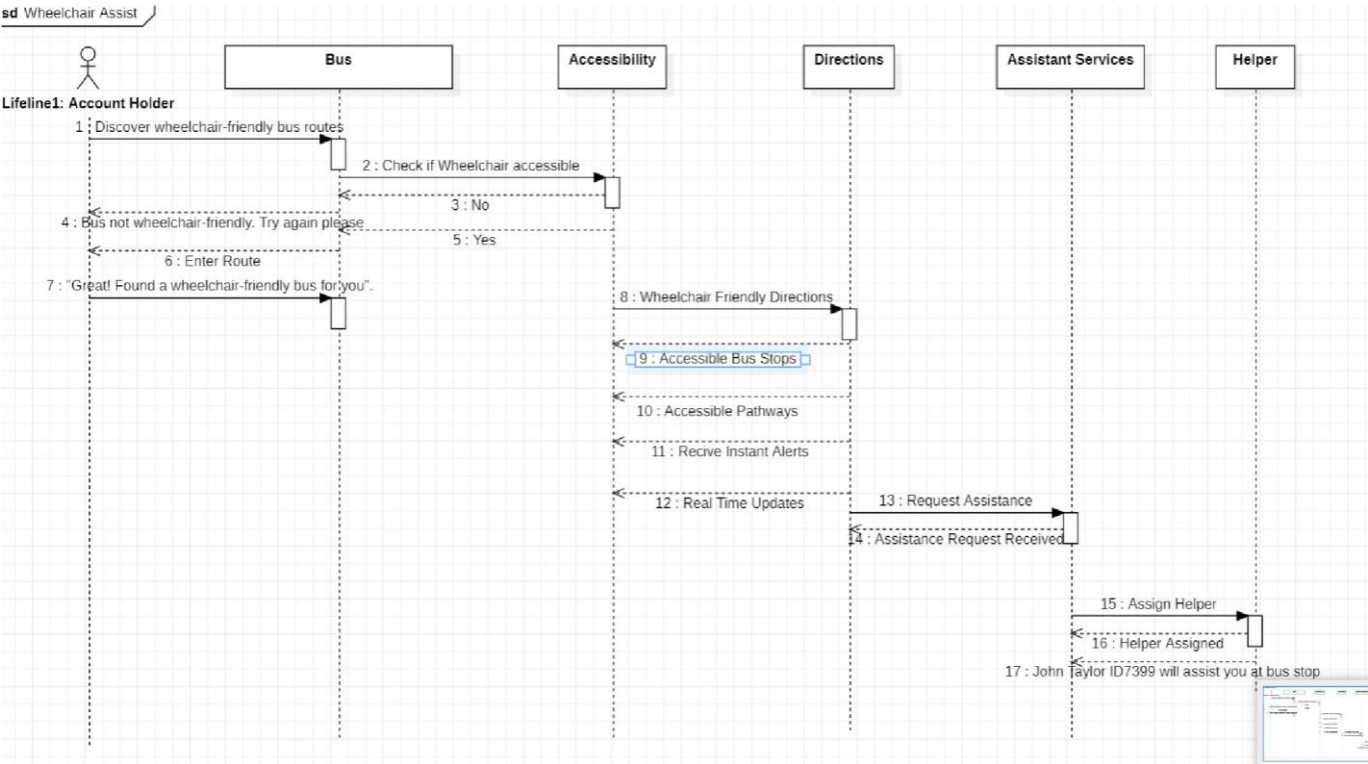 sd Wheelchair Assist
Bus
Accessibility
Directions
Assistant Services
Helper
Lifeline1: Account Holder
1 : Discover wheelchair-friendly bus routes
2 : Check if Wheelchair accessible
3 : No
4 : Bus not wheelchair-friendly. Try again please
5 : Yes
6 : Enter Route
7 : "Great! Found a wheelchair-friendly bus for you".
8 : Wheelchair Friendly Directions
9 : Accessible Bus Stops
10 : Accessible Pathways
11 : Recive Instant Alerts
12 : Real Time Updates
13 : Request Assistance
14 : Assistance Request Received
15 : Assign Helper
16 : Helper Assigned
17 : John Taylor ID7399 will assist you at bus stop